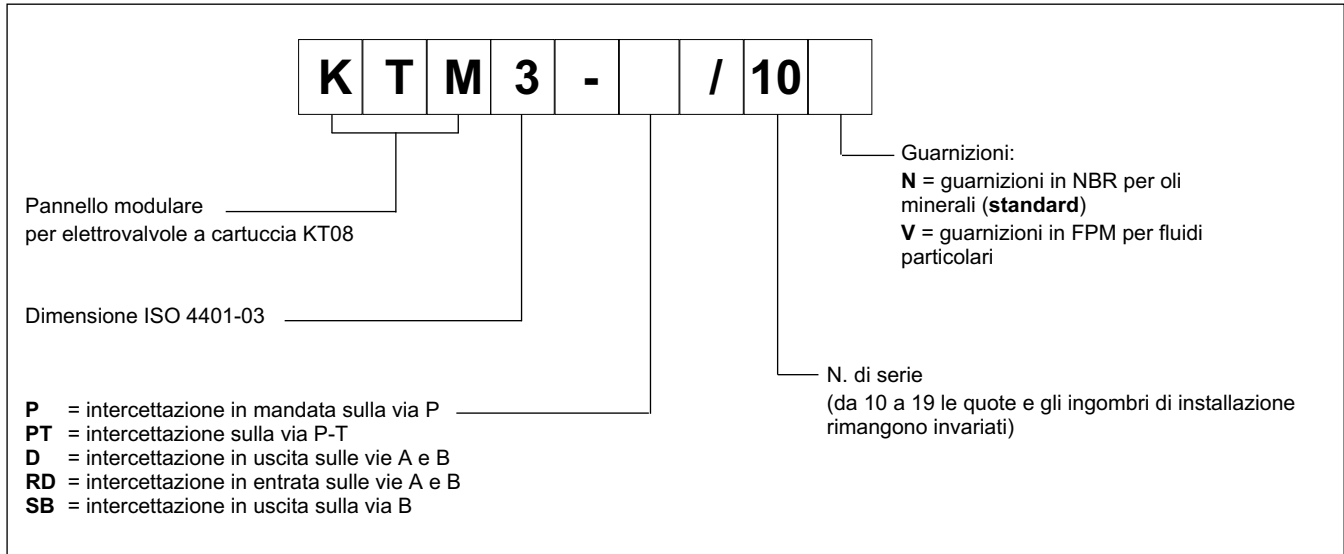 K T M 3 - / 10
Pannello modulare
per elettrovalvole a cartuccia KT08
Dimensione ISO 4401-03
P = intercettazione in mandata sulla via P
PT = intercettazione sulla via P-T
D = intercettazione in uscita sulle vie A e B
RD = intercettazione in entrata sulle vie A e B
SB = intercettazione in uscita sulla via B
Guarnizioni:
N = guarnizioni in NBR per oli
minerali (standard)
V = guarnizioni in FPM per fluidi
particolari
N. di serie
(da 10 a 19 le quote e gli ingombri di installazione
rimangono invariati)